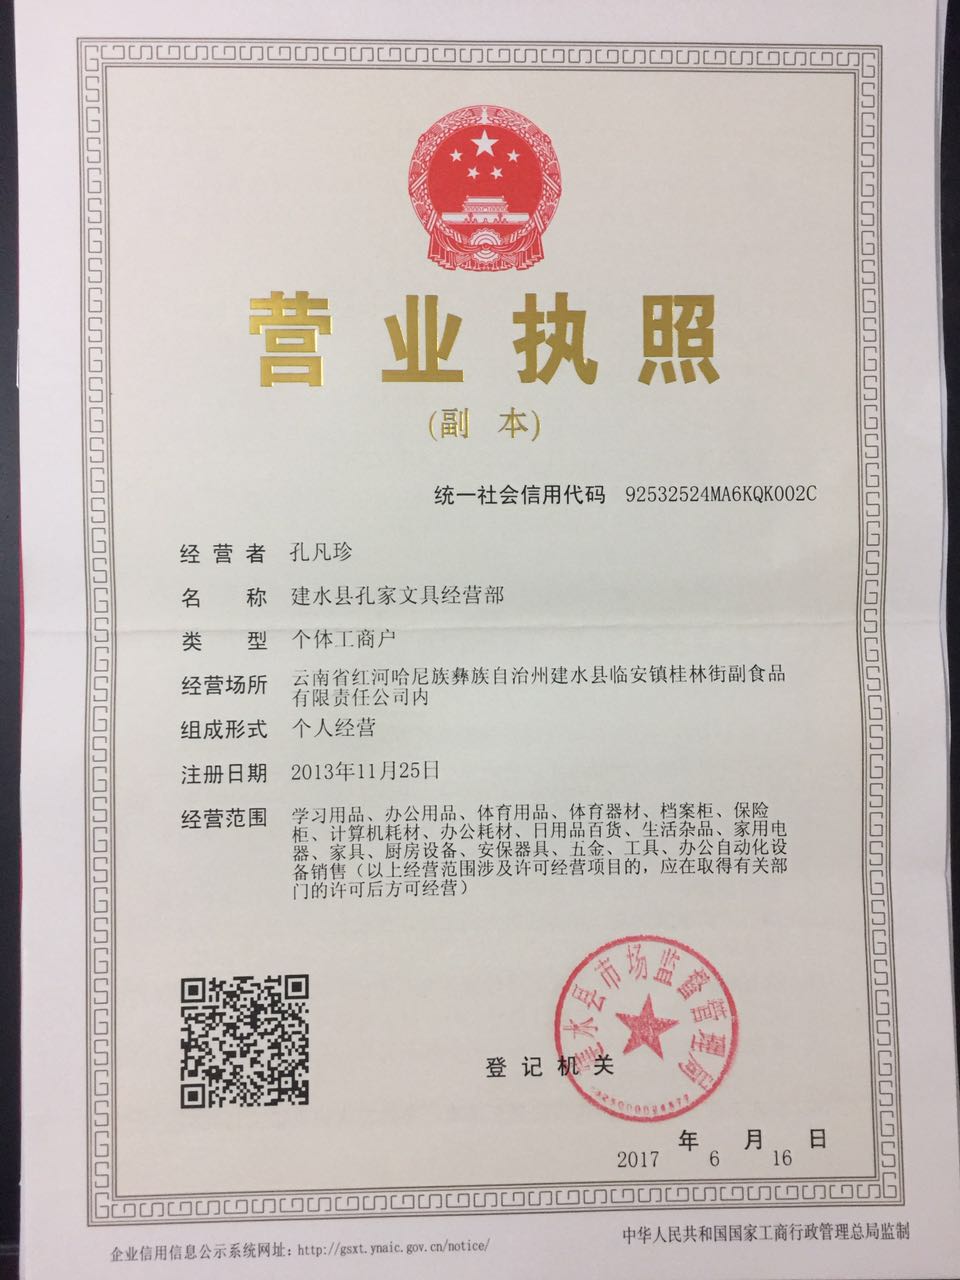 营业执照
(副 本)
统一社会信用代码 92532524MA6KQK002C
经营者 孔凡珍
名称 建水县孔家文具经营部
类型 个体工商户
经营场所 云南省红河哈尼族彝族自治州建水县临安镇桂林街副食品
有限责任公司内
组成形式 个人经营
注册日期 2013年11月25日
经营范围 学习用品、办公用品、体育用品、体育器材、档案柜、保险
柜、计算机耗材、办公耗材、日用品百货、生活杂品、家用电
器、家具、厨房设备、安保器具、五金、工具、办公自动化设
备销售（以上经营范围涉及许可经营项目的，应在取得有关部
门的许可后方可经营）
建水县市场监督管理局
登记机关
年 月 日
2017 6 16
企业信用信息公示系统网址：http://gsxt.ynaic.gov.cn/notice/
中华人民共和国国家工商行政管理总局监制